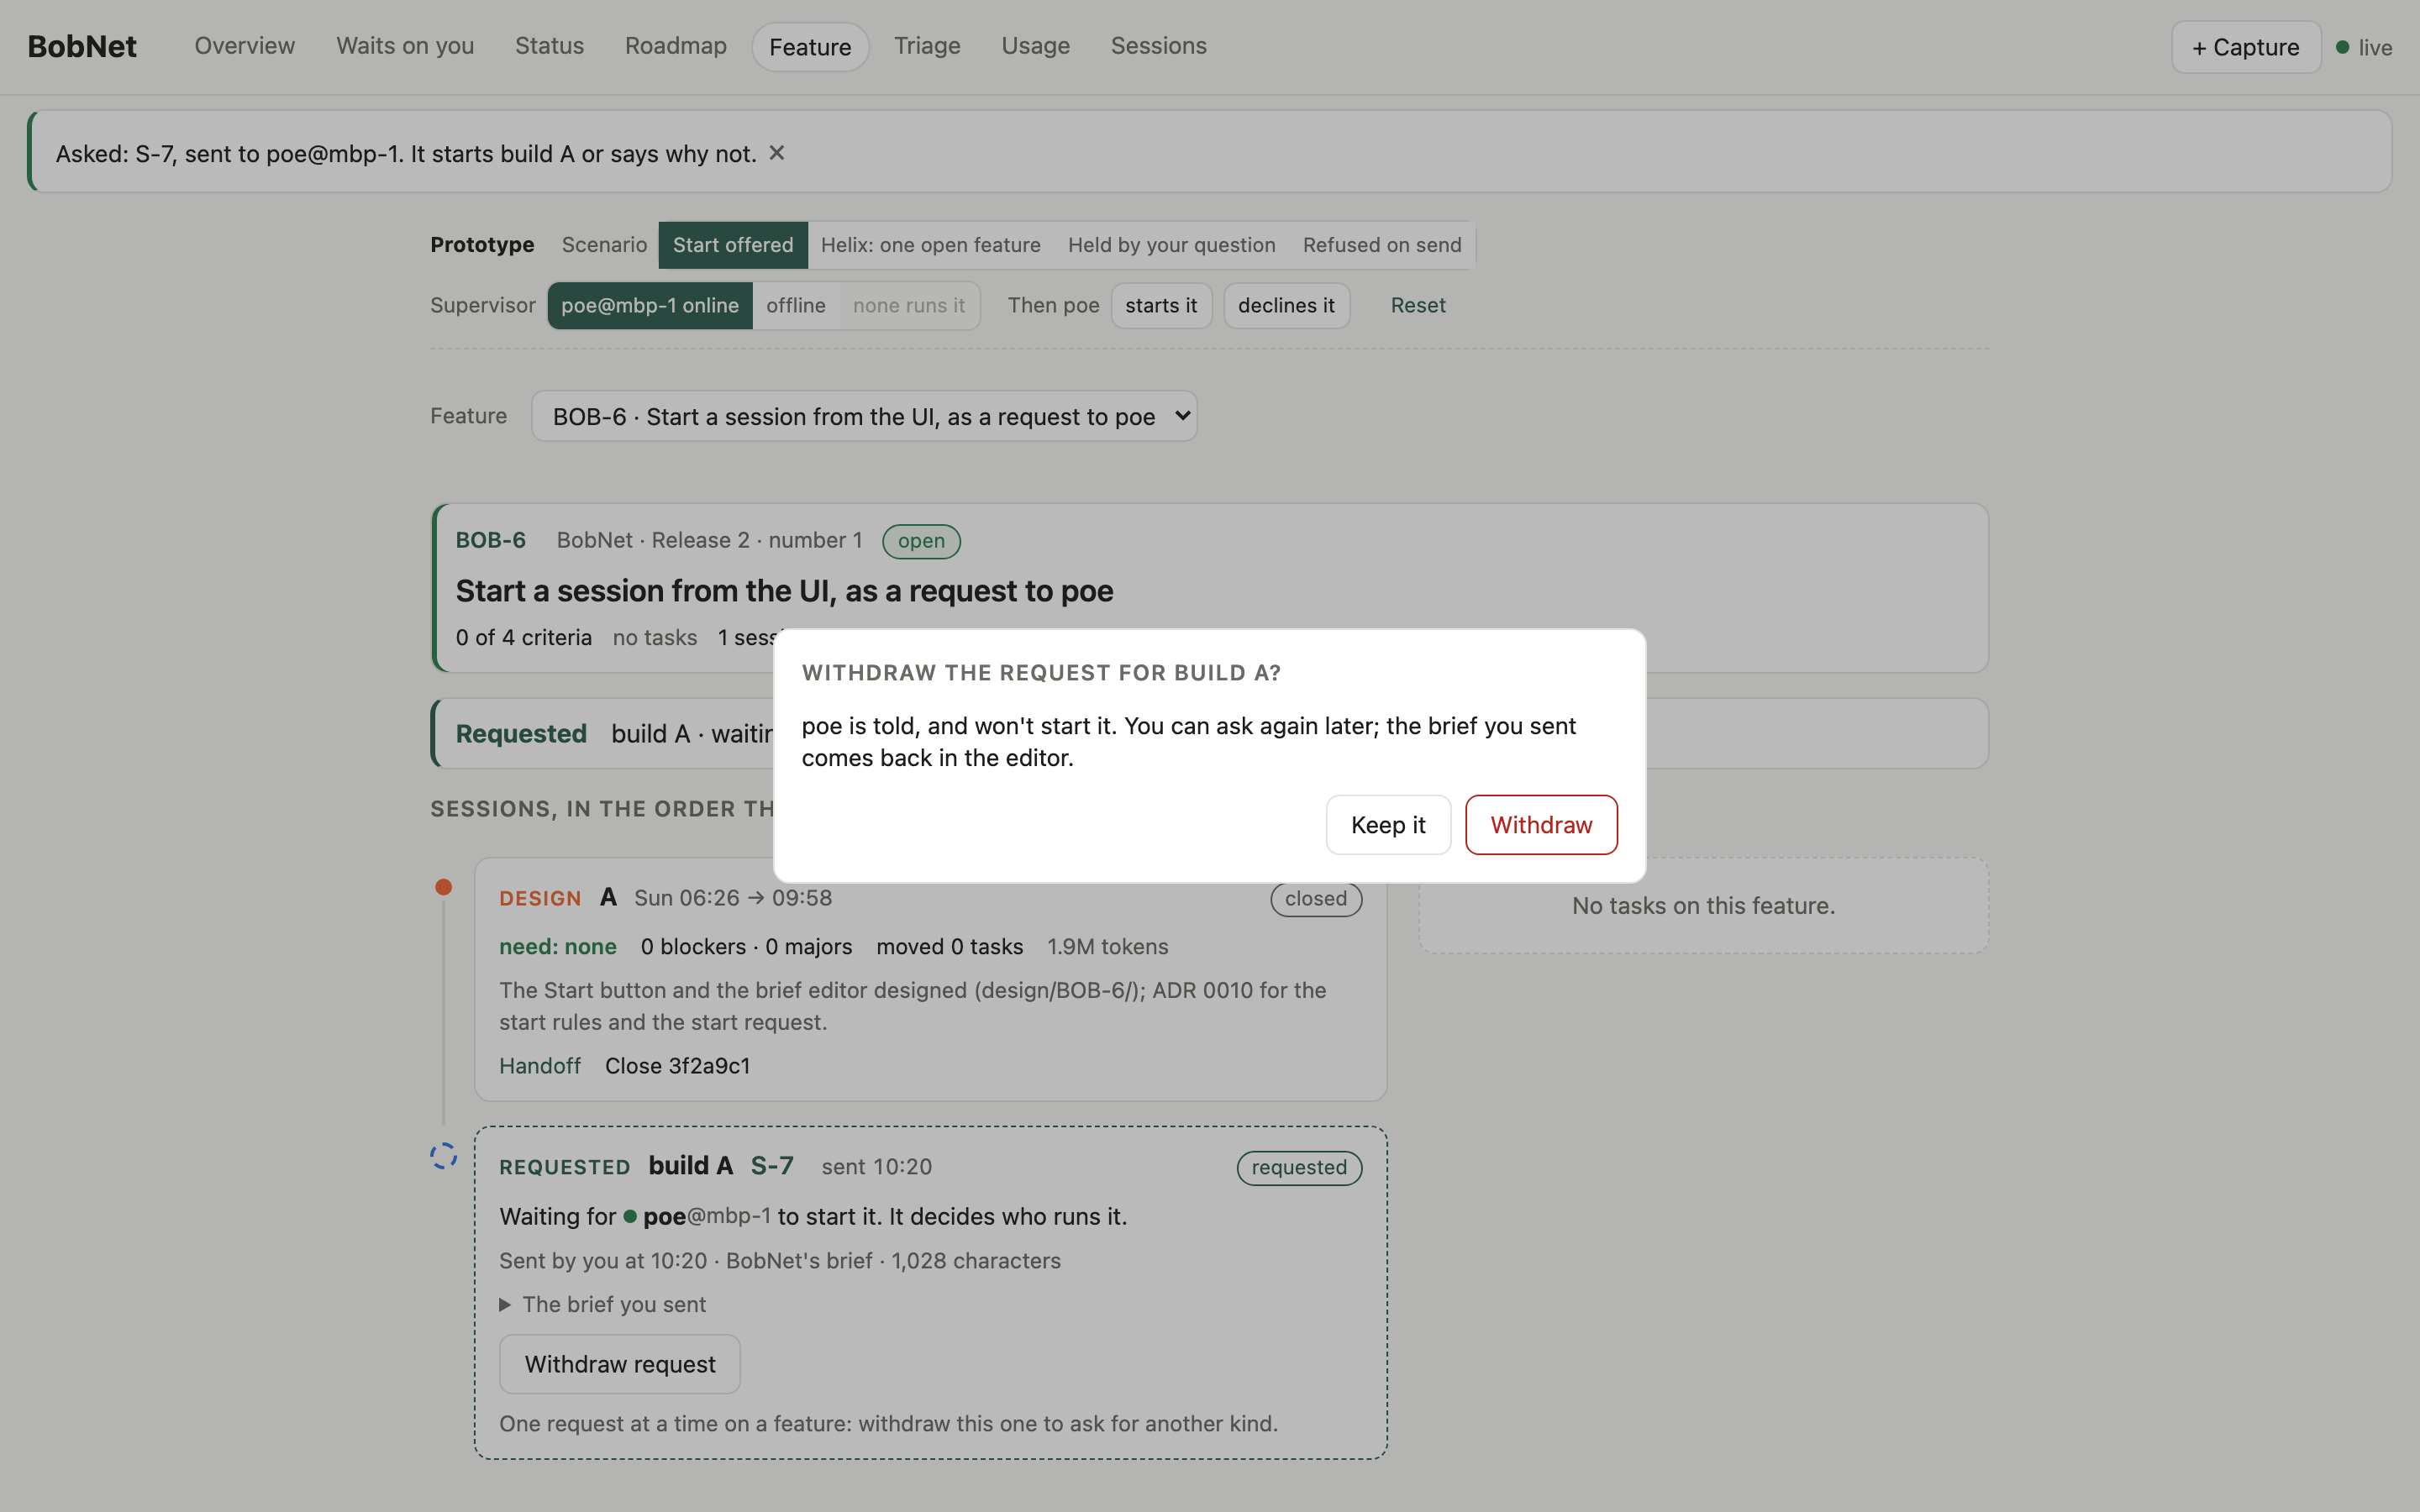 BobNet Overview Waits on you Status Roadmap Feature Triage Usage Sessions + Capture live
Asked: S-7, sent to poe@mbp-1. It starts build A or says why not. ×
Prototype Scenario Start offered Helix: one open feature Held by your question Refused on send
Supervisor poe@mbp-1 online offline none runs it Then poe starts it declines it Reset
Feature BOB-6 · Start a session from the UI, as a request to poe
BOB-6 BobNet · Release 2 · number 1 open
Start a session from the UI, as a request to poe
0 of 4 criteria no tasks 1
WITHDRAW THE REQUEST FOR BUILD A?
poe is told, and won't start it. You can ask again later; the brief you sent
comes back in the editor.
Keep it Withdraw
Requested build A ·
SESSIONS, IN THE ORDER
DESIGN A Sun 06:26 → 09:58 closed
need: none 0 blockers · 0 majors moved 0 tasks 1.9M tokens
The Start button and the brief editor designed (design/BOB-6/); ADR 0010 for the
start rules and the start request.
Handoff Close 3f2a9c1
No tasks on this feature.
REQUESTED build A S-7 sent 10:20 requested
Waiting for poe@mbp-1 to start it. It decides who runs it.
Sent by you at 10:20 · BobNet's brief · 1,028 characters
▶ The brief you sent
Withdraw request
One request at a time on a feature: withdraw this one to ask for another kind.